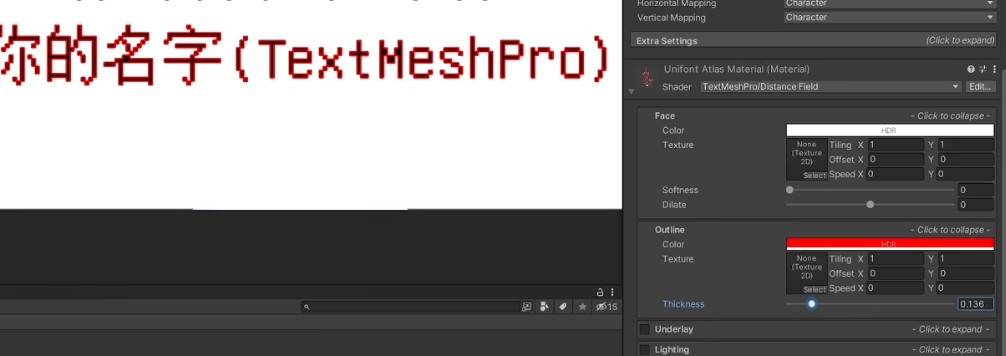 Horizontal Mapping Character
Vertical Mapping Character
你的名字(TextMeshPro)
Extra Settings (Click to expand)
Unifont Atlas Material (Material)
Shader TextMeshPro/Distance Field Edit...
Face - Click to collapse -
Color HDR
Texture None (Texture 2D) Select
Tiling X 1 Y 1
Offset X 0 Y 0
Speed X 0 Y 0
Softness 0
Dilate 0
Outline - Click to collapse -
Color HDR
Texture None (Texture 2D) Select
Tiling X 1 Y 1
Offset X 0 Y 0
Speed X 0 Y 0
Thickness 0.136
15
Underlay - Click to expand -
Lighting - Click to expand -